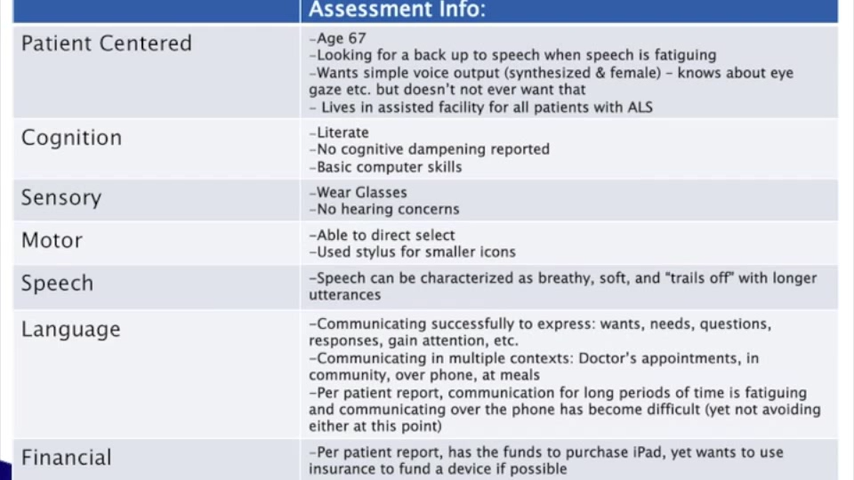 Assessment Info:
Patient Centered
–Age 67
–Looking for a back up to speech when speech is fatiguing
–Wants simple voice output (synthesized & female) – knows about eye
gaze etc. but doesn't not ever want that
– Lives in assisted facility for all patients with ALS
Cognition
–Literate
–No cognitive dampening reported
–Basic computer skills
Sensory
–Wear Glasses
–No hearing concerns
Motor
–Able to direct select
–Used stylus for smaller icons
Speech
–Speech can be characterized as breathy, soft, and "trails off" with longer
utterances
Language
–Communicating successfully to express: wants, needs, questions,
responses, gain attention, etc.
–Communicating in multiple contexts: Doctor's appointments, in
community, over phone, at meals
–Per patient report, communication for long periods of time is fatiguing
and communicating over the phone has become difficult (yet not avoiding
either at this point)
Financial
–Per patient report, has the funds to purchase iPad, yet wants to use
insurance to fund a device if possible